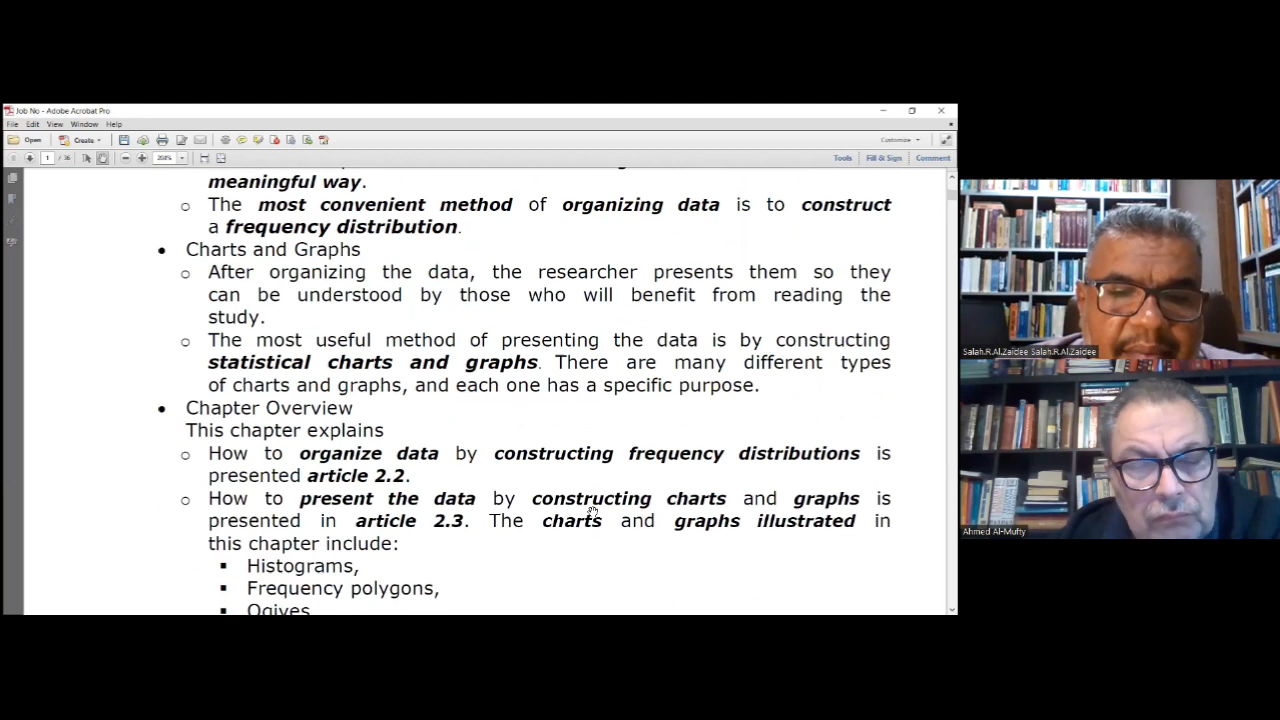 Job No - Adobe Acrobat Pro
File Edit View Window Help
Open Create Customize
1 / 36 204% Tools Fill & Sign Comment
meaningful way.
o The most convenient method of organizing data is to construct
a frequency distribution.
• Charts and Graphs
o After organizing the data, the researcher presents them so they
can be understood by those who will benefit from reading the
study.
o The most useful method of presenting the data is by constructing
statistical charts and graphs. There are many different types
of charts and graphs, and each one has a specific purpose.
• Chapter Overview
This chapter explains
o How to organize data by constructing frequency distributions is
presented article 2.2.
o How to present the data by constructing charts and graphs is
presented in article 2.3. The charts and graphs illustrated in
this chapter include:
▪ Histograms,
▪ Frequency polygons,
▪ Ogives
Salah.R.Al.Zaidee Salah.R.Al.Zaidee
Ahmed Al-Mufty